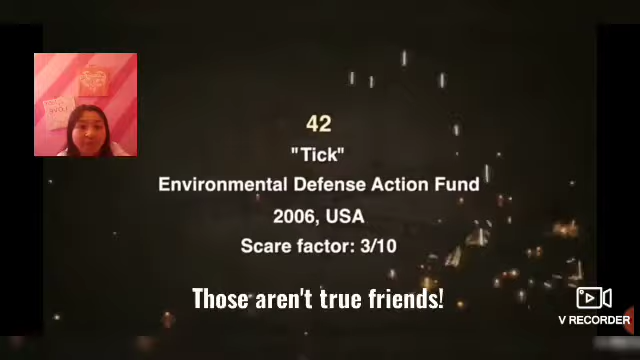 42
"Tick"
Environmental Defense Action Fund
2006, USA
Scare factor: 3/10
Those aren't true friends!
V RECORDER